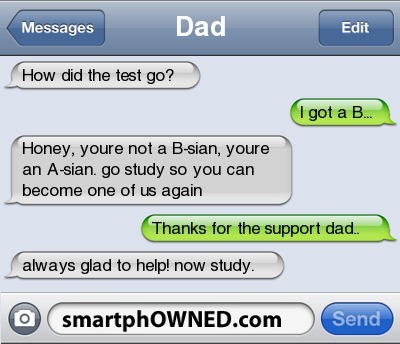 Messages
Dad
Edit
How did the test go?
I got a B...
Honey, youre not a B-sian, youre
an A-sian. go study so you can
become one of us again
Thanks for the support dad..
always glad to help! now study.
smartphOWNED.com
Send